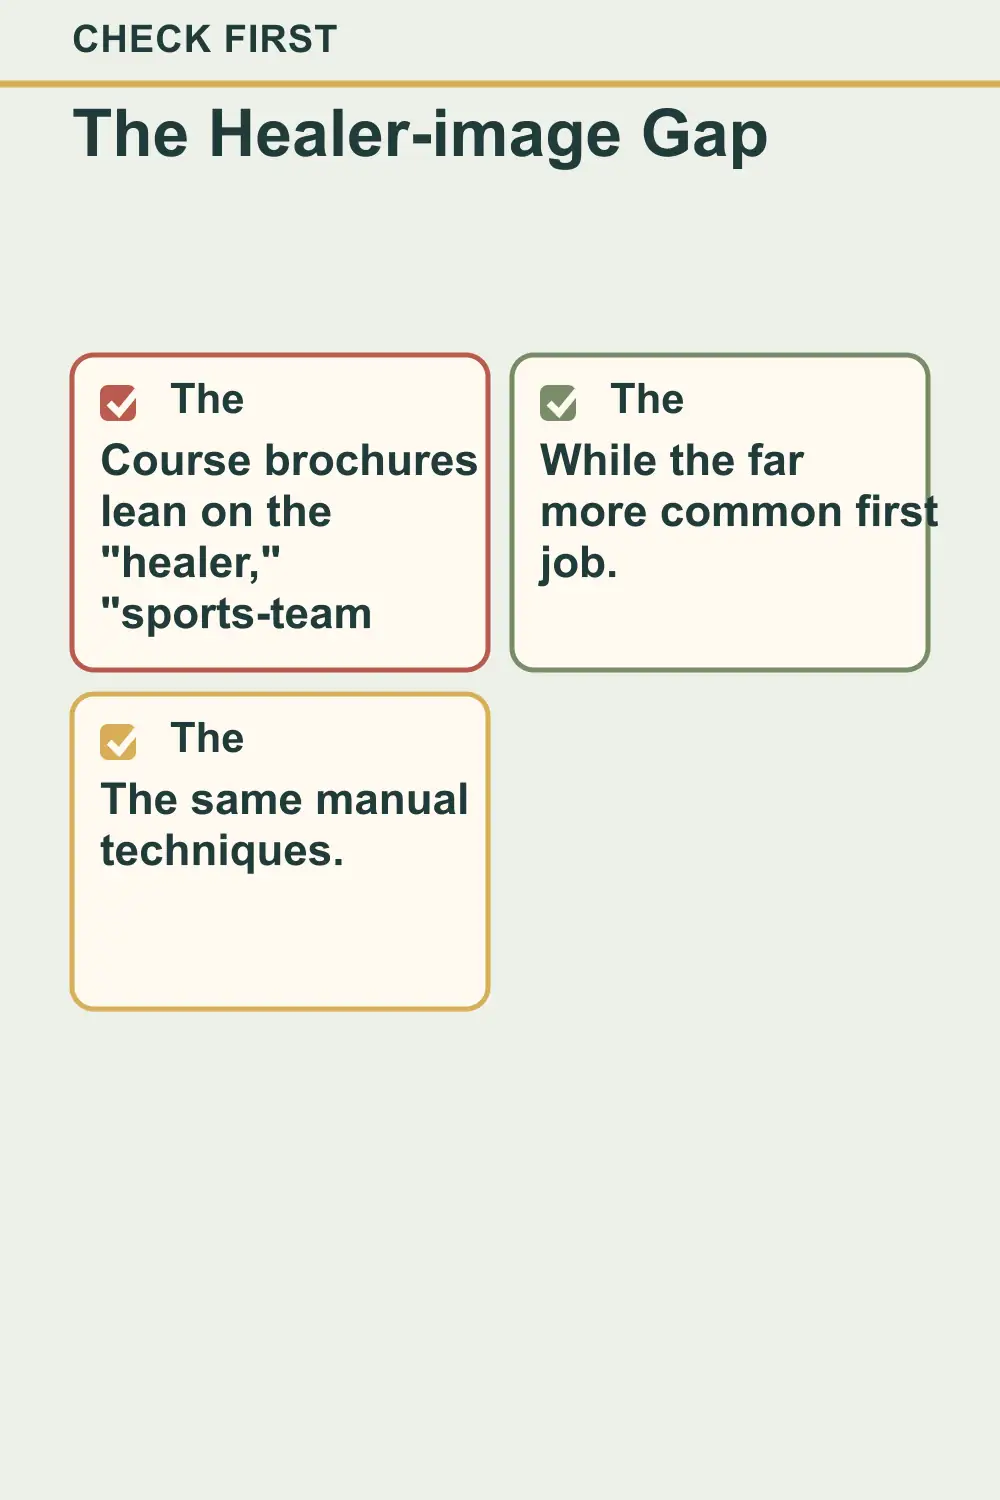 CHECK FIRST
The Healer-image Gap
The
Course brochures
lean on the
"healer,"
"sports-team
The
While the far
more common first
job.
The
The same manual
techniques.